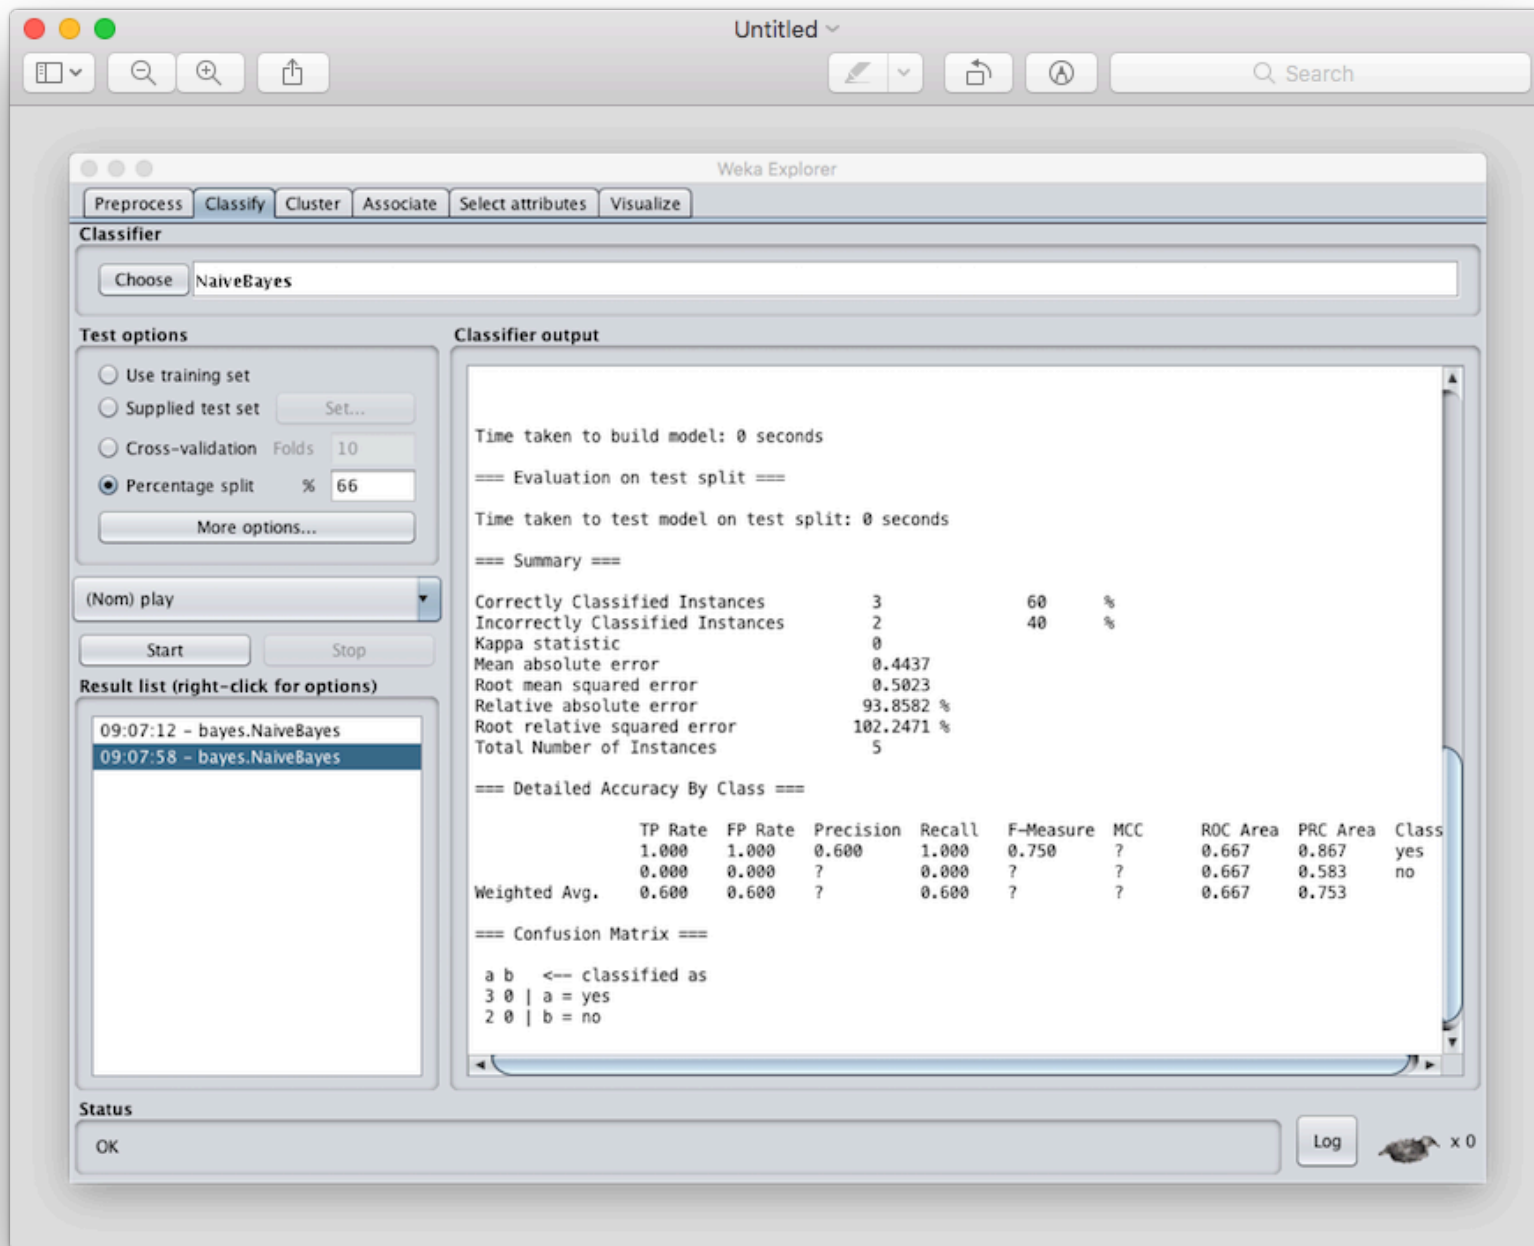 Untitled
Search
Weka Explorer
Preprocess Classify Cluster Associate Select attributes Visualize
Classifier
Choose NaiveBayes
Test options
Use training set
Supplied test set Set...
Cross-validation Folds 10
Percentage split % 66
More options...
(Nom) play
Start Stop
Result list (right-click for options)
09:07:12 - bayes.NaiveBayes
09:07:58 - bayes.NaiveBayes
Classifier output
Time taken to build model: 0 seconds
=== Evaluation on test split ===
Time taken to test model on test split: 0 seconds
=== Summary ===
Correctly Classified Instances 3 60 %
Incorrectly Classified Instances 2 40 %
Kappa statistic 0
Mean absolute error 0.4437
Root mean squared error 0.5023
Relative absolute error 93.8582 %
Root relative squared error 102.2471 %
Total Number of Instances 5
=== Detailed Accuracy By Class ===
TP Rate FP Rate Precision Recall F-Measure MCC ROC Area PRC Area Class
1.000 1.000 0.600 1.000 0.750 ? 0.667 0.867 yes
0.000 0.000 ? 0.000 ? ? 0.667 0.583 no
Weighted Avg. 0.600 0.600 ? 0.600 ? ? 0.667 0.753
=== Confusion Matrix ===
a b <-- classified as
3 0 | a = yes
2 0 | b = no
Status
OK
Log x 0